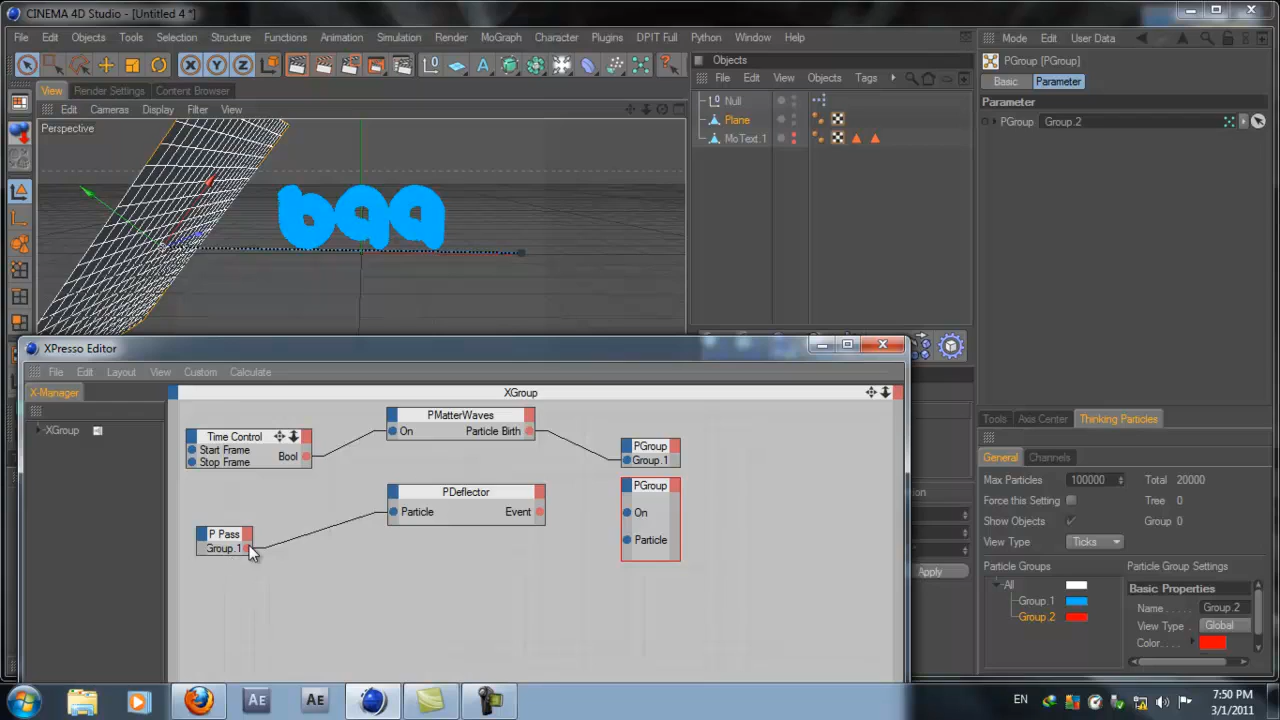 CINEMA 4D Studio - [Untitled 4 *]
File Edit Objects Tools Selection Structure Functions Animation Simulation Render MoGraph Character Plugins DPIT Full Python Window Help
View Render Settings Content Browser
Edit Cameras Display Filter View
Perspective
baa
Objects
File Edit View Objects Tags
Null
Plane
MoText.1
Mode Edit User Data
PGroup [PGroup]
Basic Parameter
Parameter
PGroup Group.2
XPresso Editor
File Edit Layout View Custom Calculate
X-Manager
XGroup
XGroup
Time Control
Start Frame
Stop Frame
Bool
PMatterWaves
On Particle Birth
PGroup
Group.1
PDeflector
Particle Event
PGroup
On
Particle
P Pass
Group.1
Apply
Tools Axis Center Thinking Particles
General Channels
Max Particles 100000 Total 20000
Force this Setting Tree 0
Show Objects Group 0
View Type Ticks
Particle Groups
All
Group.1
Group.2
Particle Group Settings
Basic Properties
Name . . . . . Group.2
View Type . Global
Color. . . .
EN
7:50 PM
3/1/2011
Ae
Ae